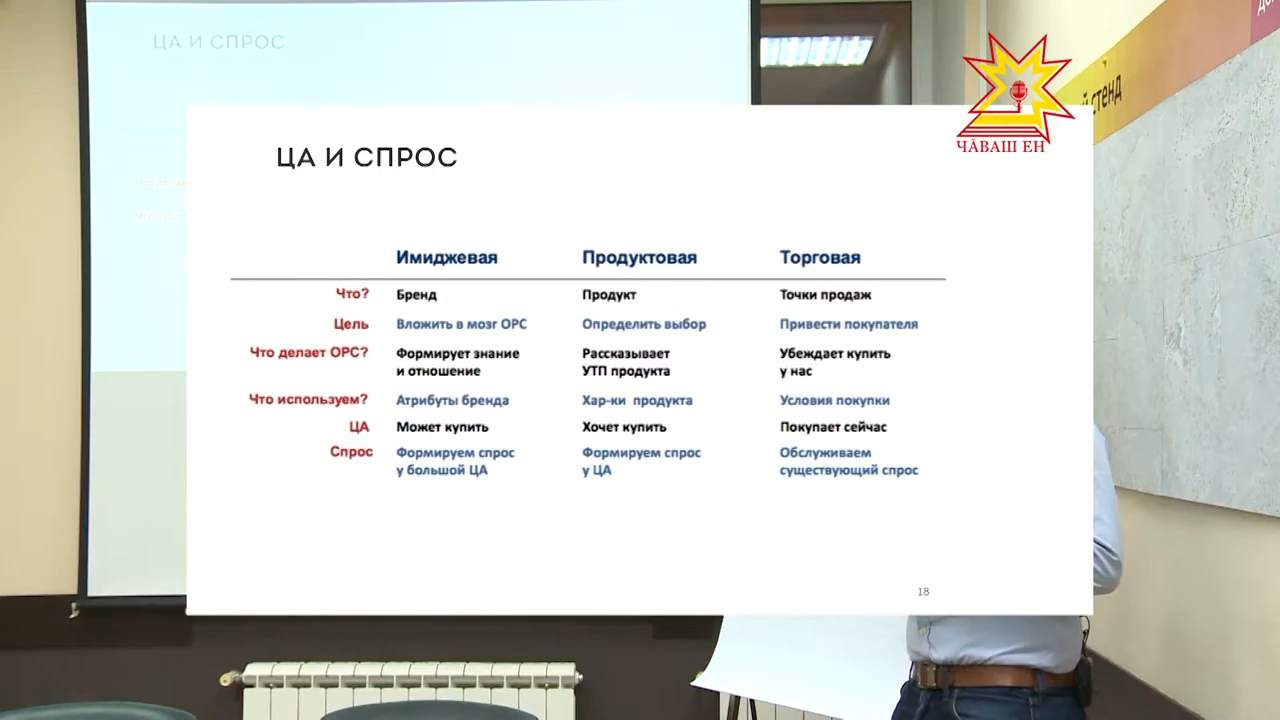 ЦА И СПРОС
ЧӐВАШ ЕН
СТЕНД
ЦА И СПРОС
Имиджевая Продуктовая Торговая
Что? Бренд Продукт Точки продаж
Цель Вложить в мозг ОРС Определить выбор Привести покупателя
Что делает ОРС? Формирует знание Рассказывает Убеждает купить
и отношение УТП продукта у нас
Что используем? Атрибуты бренда Хар-ки продукта Условия покупки
ЦА Может купить Хочет купить Покупает сейчас
Спрос Формируем спрос Формируем спрос Обслуживаем
у большой ЦА у ЦА существующий спрос
18